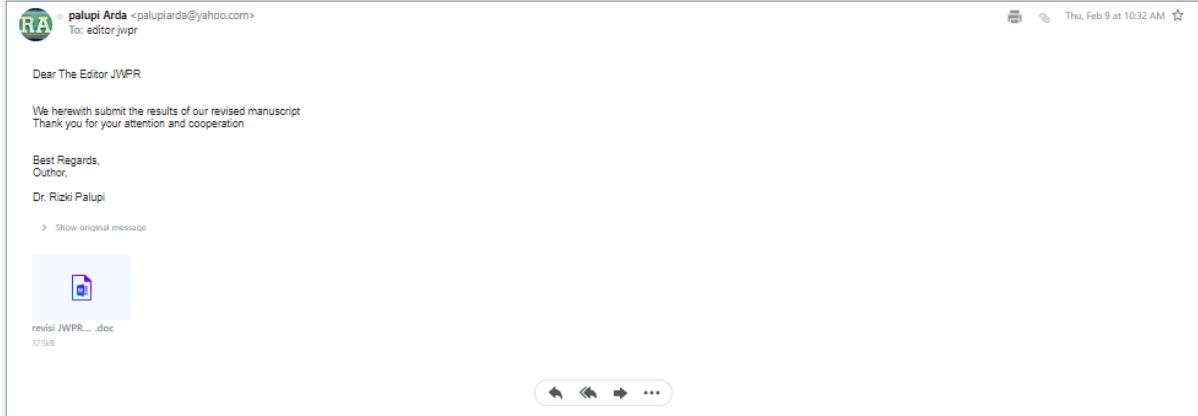 RA
palupi Arda <palupiarda@yahoo.com>
Thu, Feb 9 at 10:32 AM
To: editor jwpr
Dear The Editor JWPR
We herewith submit the results of our revised manuscript
Thank you for your attention and cooperation
Best Regards,
Outhor,
Dr. Rizki Palupi
Show original message
revisi JWPR... .doc
325kB